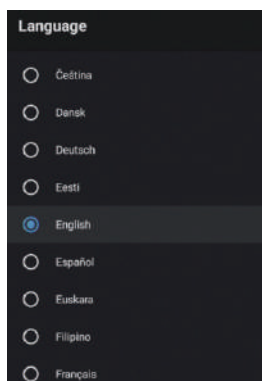 Language
Čeština
Dansk
Deutsch
Eesti
English
Español
Euskara
Filipino
Français